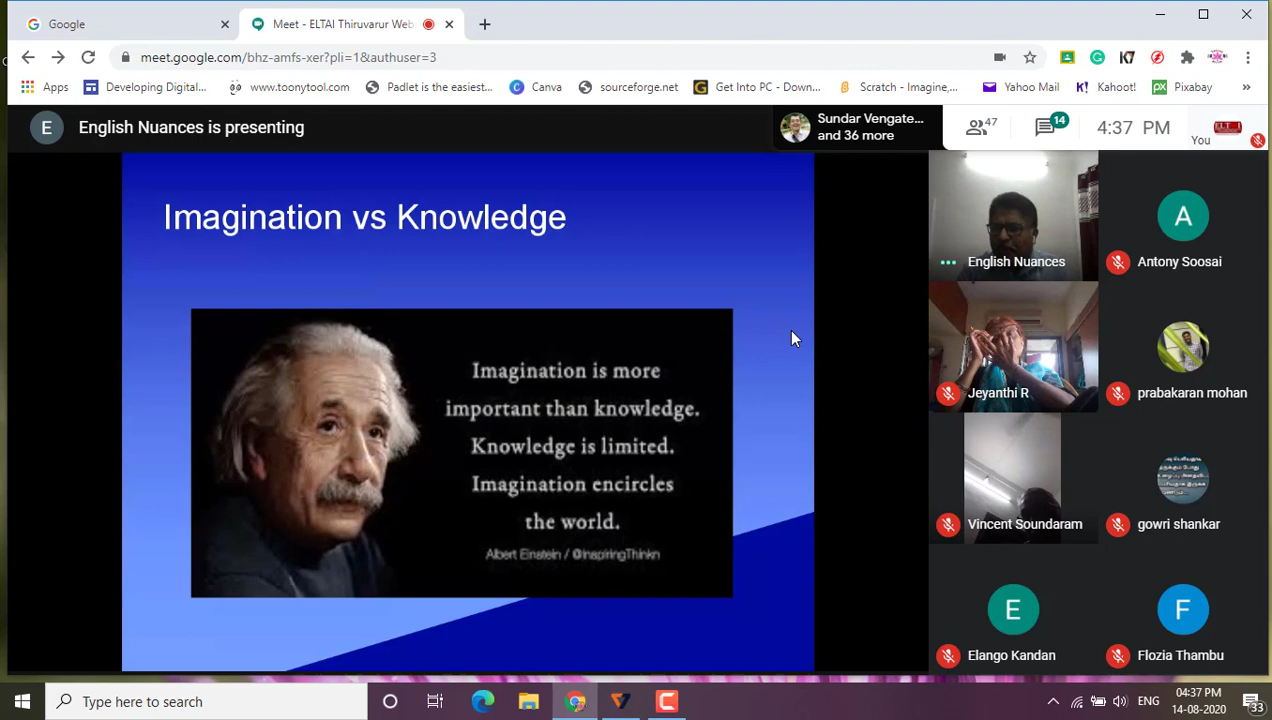 Google
Meet - ELTAI Thiruvarur Web
meet.google.com/bhz-amfs-xer?pli=1&authuser=3
Apps
Developing Digital...
www.toonytool.com
Padlet is the easiest...
Canva
sourceforge.net
Get Into PC - Down...
Scratch - Imagine,...
Yahoo Mail
Kahoot!
Pixabay
E
English Nuances is presenting
Sundar Vengate...
and 36 more
47
14
4:37 PM
You
Imagination vs Knowledge
Imagination is more
important than knowledge.
Knowledge is limited.
Imagination encircles
the world.
Albert Einstein / @InspiringThinkn
English Nuances
A
Antony Soosai
Jeyanthi R
prabakaran mohan
Vincent Soundaram
gowri shankar
E
Elango Kandan
F
Flozia Thambu
Type here to search
ENG
04:37 PM
14-08-2020
33